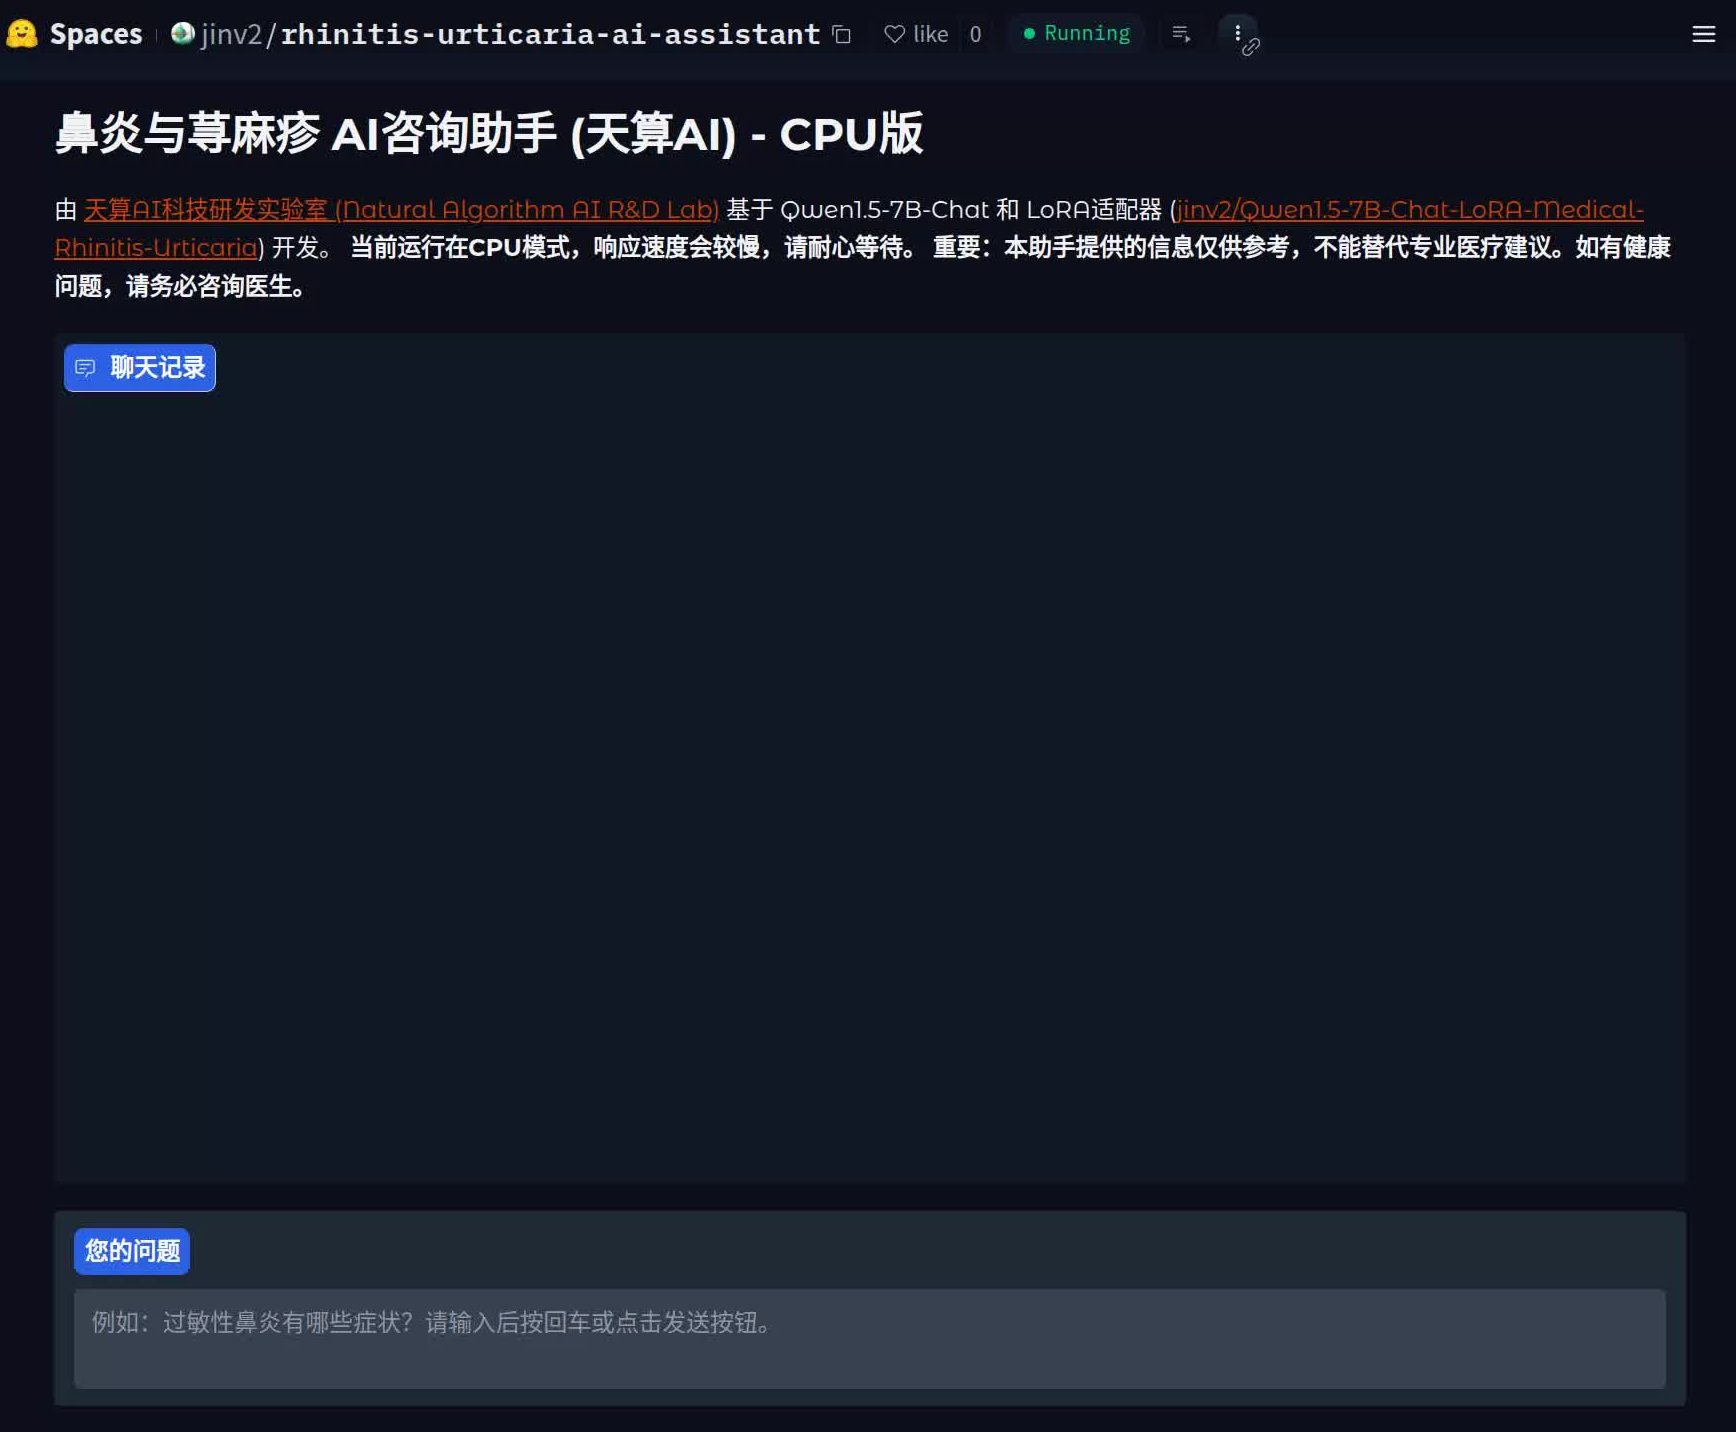 Spaces jinv2/rhinitis-urticaria-ai-assistant like 0 Running
鼻炎与荨麻疹 AI咨询助手 (天算AI) - CPU版
由 天算AI科技研发实验室 (Natural Algorithm AI R&D Lab) 基于 Qwen1.5-7B-Chat 和 LoRA适配器 (jinv2/Qwen1.5-7B-Chat-LoRA-Medical-
Rhinitis-Urticaria) 开发。 当前运行在CPU模式，响应速度会较慢，请耐心等待。 重要：本助手提供的信息仅供参考，不能替代专业医疗建议。如有健康
问题，请务必咨询医生。
聊天记录
您的问题
例如：过敏性鼻炎有哪些症状？请输入后按回车或点击发送按钮。